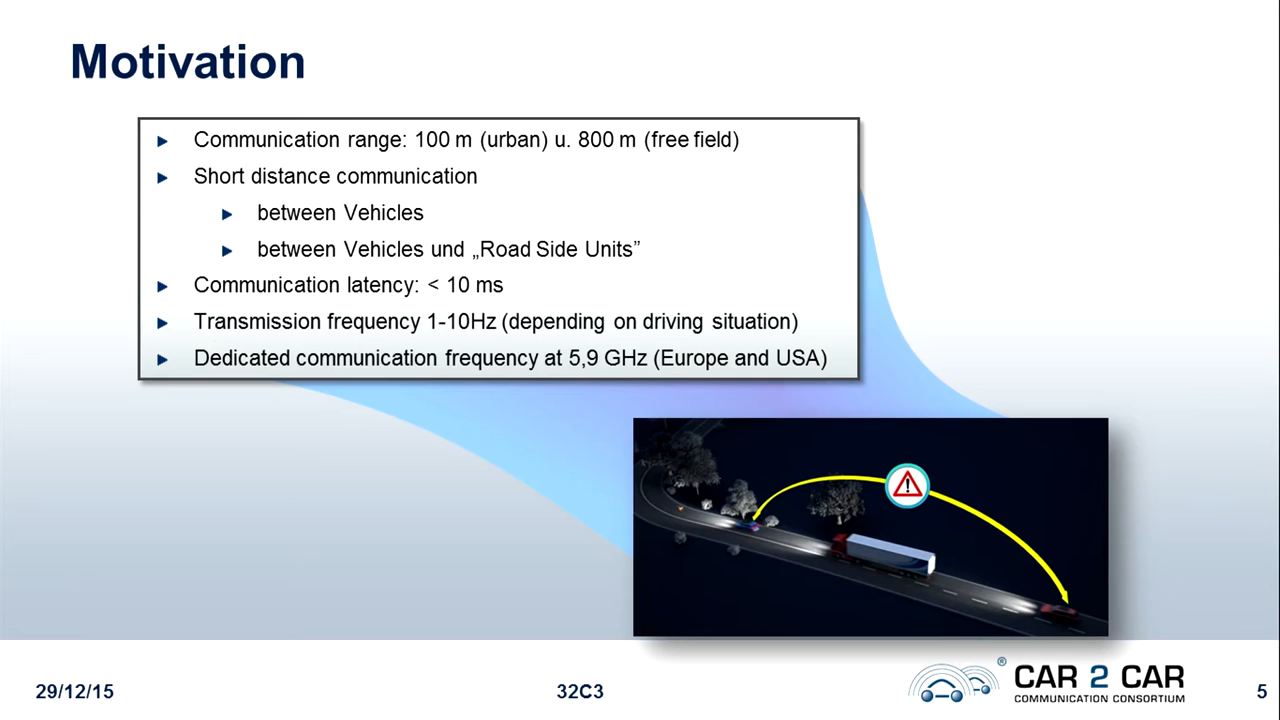 Motivation
Communication range: 100 m (urban) u. 800 m (free field)
Short distance communication
between Vehicles
between Vehicles und „Road Side Units”
Communication latency: < 10 ms
Transmission frequency 1-10Hz (depending on driving situation)
Dedicated communication frequency at 5,9 GHz (Europe and USA)
!
29/12/15
32C3
®
CAR 2 CAR
COMMUNICATION CONSORTIUM
5